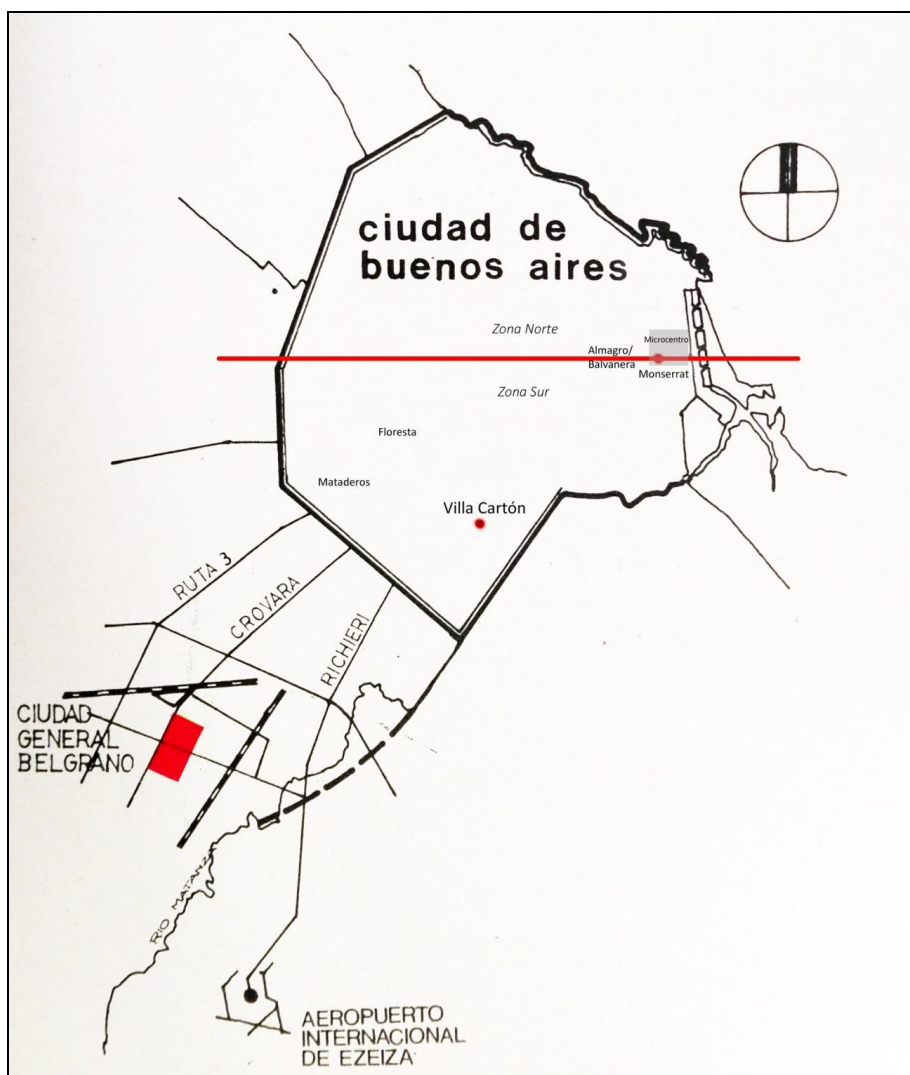 ciudad de
buenos aires
Zona Norte
Microcentro
Almagro/
Balvanera
Monserrat
Zona Sur
Floresta
Mataderos
Villa Cartón
RUTA 3
CROVARA
RICHIERI
CIUDAD
GENERAL
BELGRANO
RIO MATANZA
AEROPUERTO
INTERNACIONAL
DE EZEIZA